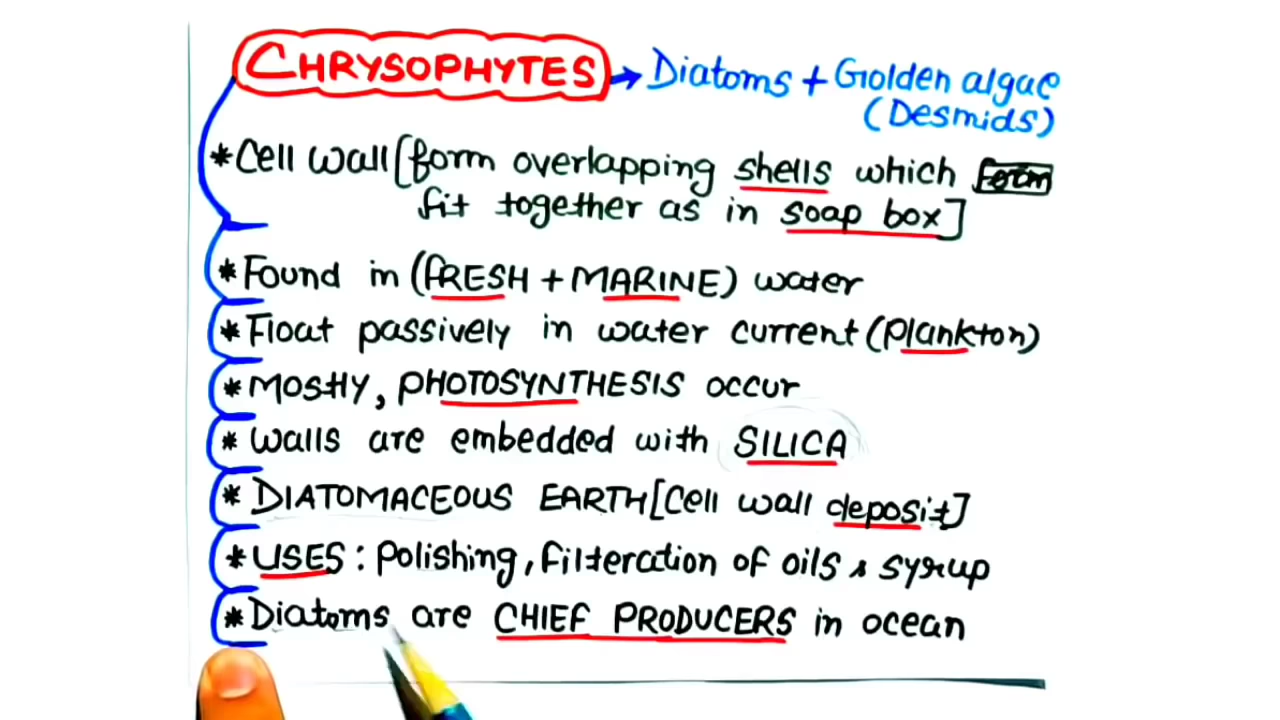 CHRYSOPHYTES → Diatoms + Golden algae
(Desmids)
* Cell wall [form overlapping shells which
fit together as in soap box]
* Found in (FRESH + MARINE) water
* Float passively in water current (Plankton)
* MOSTLY, PHOTOSYNTHESIS occur
* Walls are embedded with SILICA
* DIATOMACEOUS EARTH [Cell wall deposit]
* USES : Polishing, filteration of oils & syrup
* Diatoms are CHIEF PRODUCERS in ocean